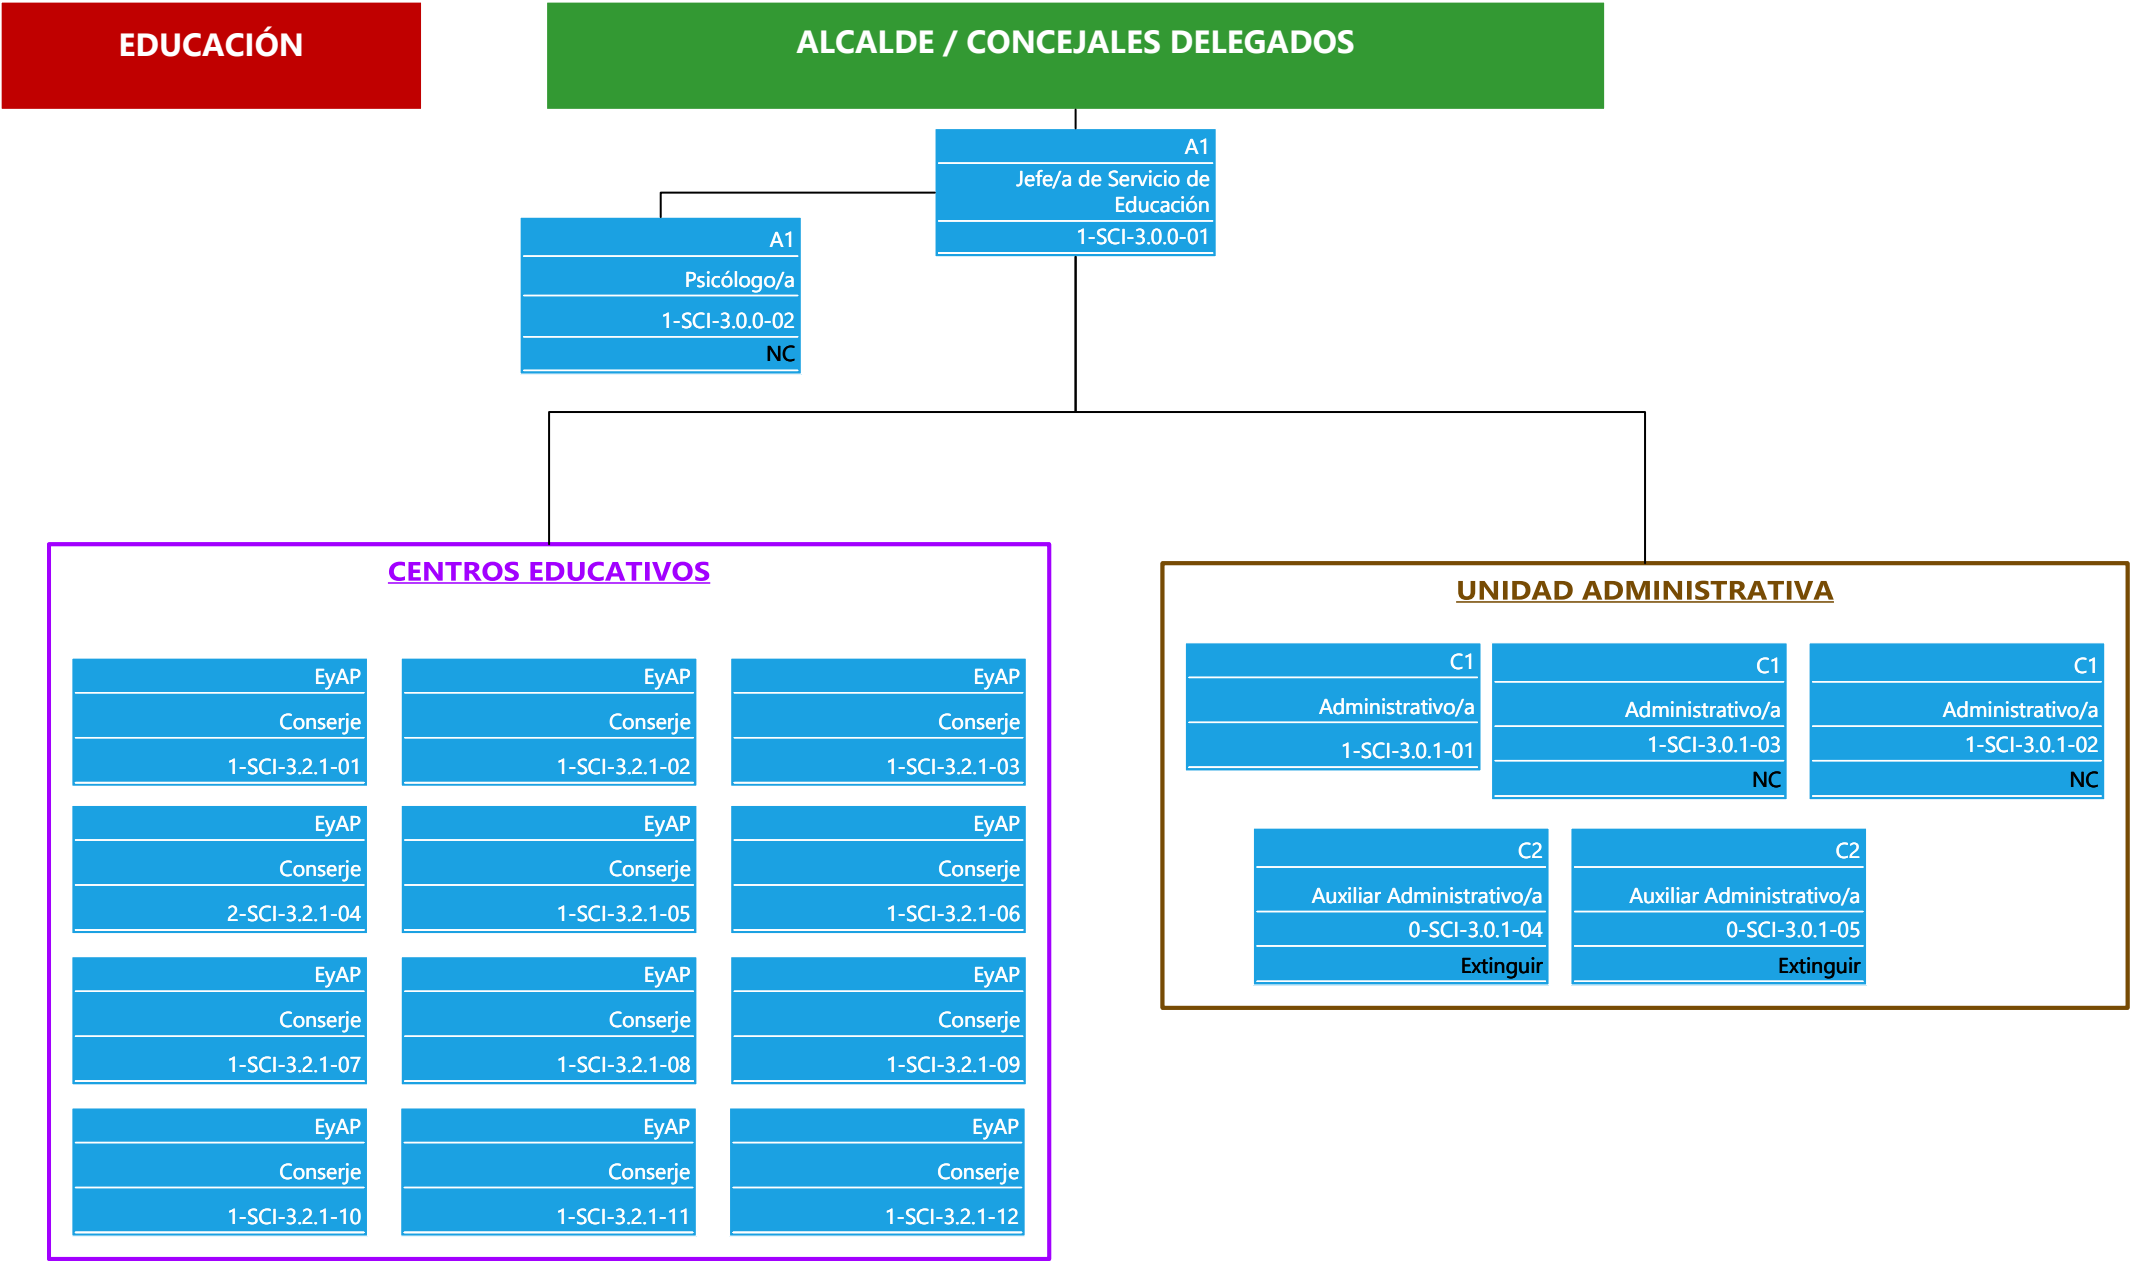 EDUCACIÓN
ALCALDE / CONCEJALES DELEGADOS
A1
Jefe/a de Servicio de
Educación
1-SCI-3.0.0-01
A1
Psicólogo/a
1-SCI-3.0.0-02
NC
CENTROS EDUCATIVOS
EyAP
Conserje
1-SCI-3.2.1-01
EyAP
Conserje
1-SCI-3.2.1-02
EyAP
Conserje
1-SCI-3.2.1-03
EyAP
Conserje
2-SCI-3.2.1-04
EyAP
Conserje
1-SCI-3.2.1-05
EyAP
Conserje
1-SCI-3.2.1-06
EyAP
Conserje
1-SCI-3.2.1-07
EyAP
Conserje
1-SCI-3.2.1-08
EyAP
Conserje
1-SCI-3.2.1-09
EyAP
Conserje
1-SCI-3.2.1-10
EyAP
Conserje
1-SCI-3.2.1-11
EyAP
Conserje
1-SCI-3.2.1-12
UNIDAD ADMINISTRATIVA
C1
Administrativo/a
1-SCI-3.0.1-01
C1
Administrativo/a
1-SCI-3.0.1-03
NC
C1
Administrativo/a
1-SCI-3.0.1-02
NC
C2
Auxiliar Administrativo/a
0-SCI-3.0.1-04
Extinguir
C2
Auxiliar Administrativo/a
0-SCI-3.0.1-05
Extinguir